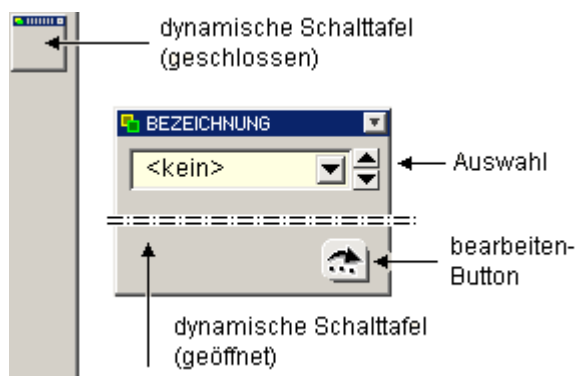 dynamische Schalttafel
(geschlossen)
BEZEICHNUNG
<kein>
Auswahl
bearbeiten-
Button
dynamische Schalttafel
(geöffnet)